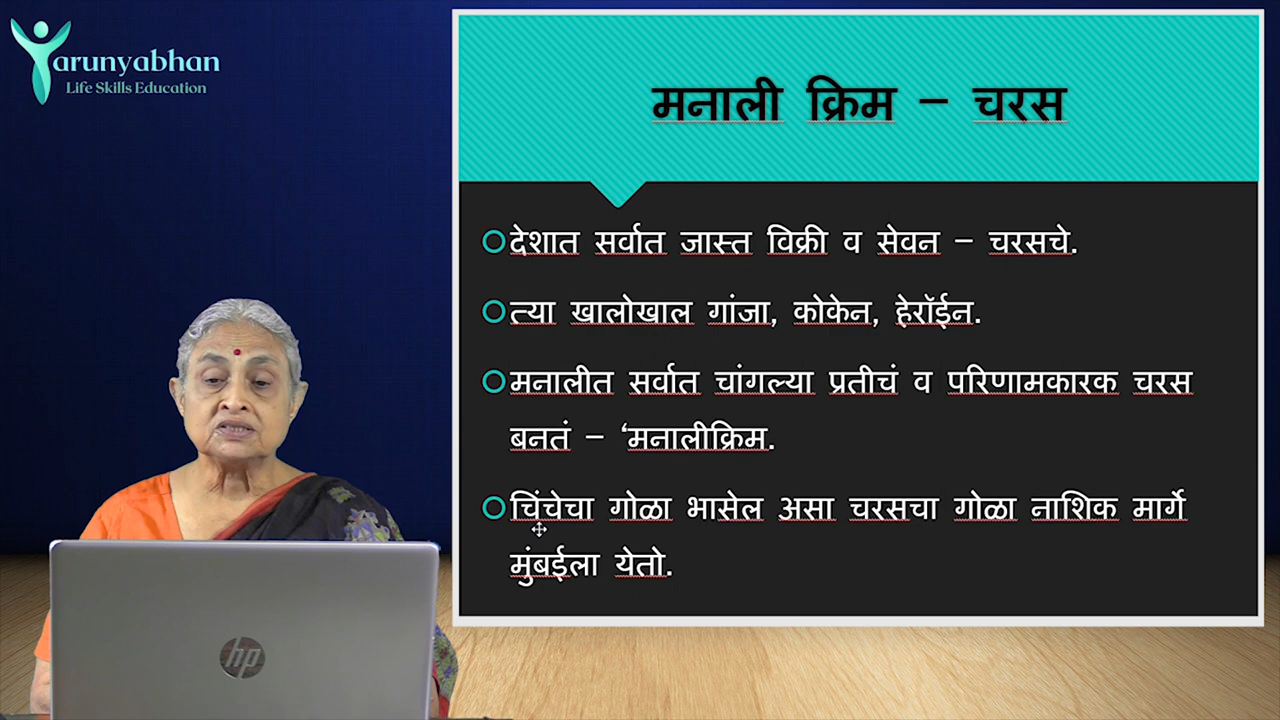 Tarunyabhan
Life Skills Education
मनाली क्रिम – चरस
देशात सर्वात जास्त विक्री व सेवन – चरसचे.
त्या खालोखाल गांजा, कोकेन, हेरॉईन.
मनालीत सर्वात चांगल्या प्रतीचं व परिणामकारक चरस
बनतं – ‘मनालीक्रिम.
चिंचेचा गोळा भासेल असा चरसचा गोळा नाशिक मार्गे
मुंबईला येतो.
hp